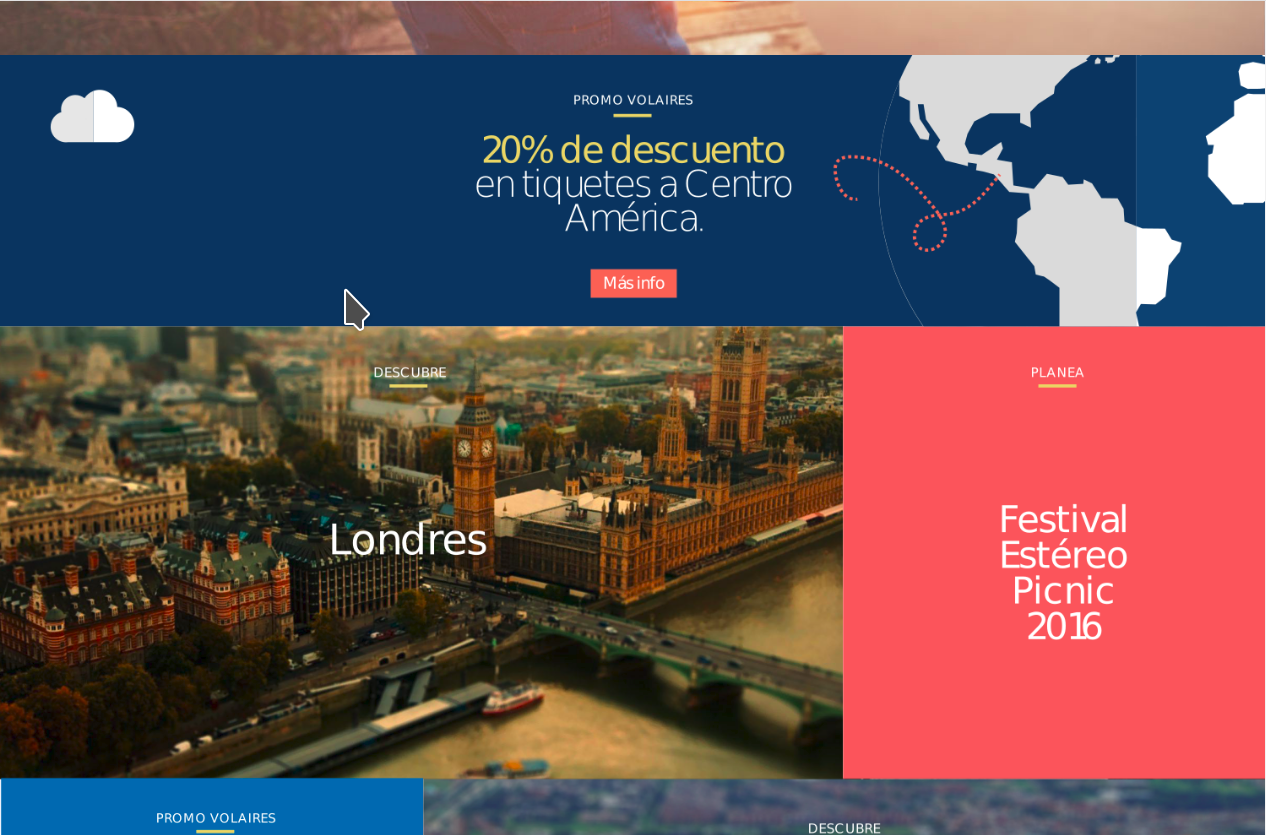 PROMO VOLAIRES
20% de descuento
en tiquetes a Centro
América.
Más info
DESCUBRE
Londres
PLANEA
Festival
Estéreo
Picnic
2016
PROMO VOLAIRES
DESCUBRE